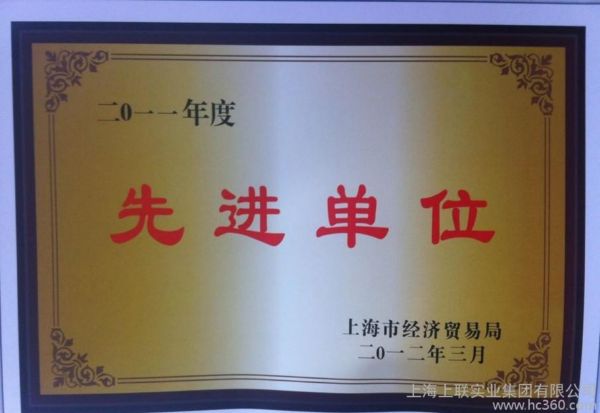 二0一一年度
先进单位
上海市经济贸易局
二0一二年三月
上海上联实业集团有限公司
www.hc360.com